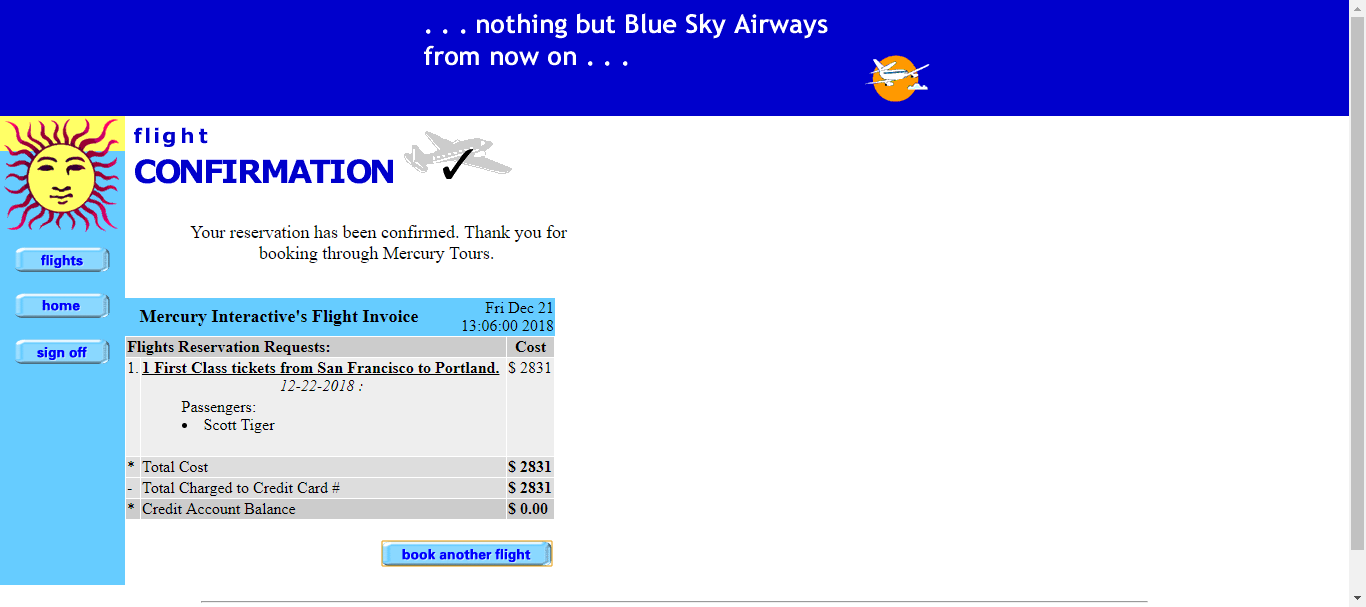 . . . nothing but Blue Sky Airways
from now on . . .
flight
CONFIRMATION
Your reservation has been confirmed. Thank you for
booking through Mercury Tours.
flights
home
sign off
Mercury Interactive's Flight Invoice
Fri Dec 21
13:06:00 2018
Flights Reservation Requests: Cost
1. 1 First Class tickets from San Francisco to Portland. $ 2831
12-22-2018 :
Passengers:
• Scott Tiger
* Total Cost $ 2831
- Total Charged to Credit Card # $ 2831
* Credit Account Balance $ 0.00
book another flight